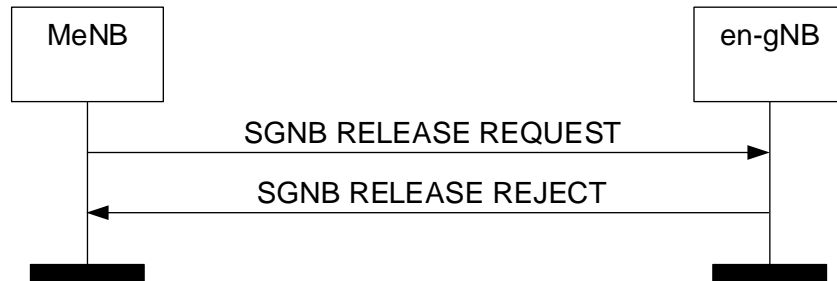 MeNB
en-gNB
SGNB RELEASE REQUEST
SGNB RELEASE REJECT